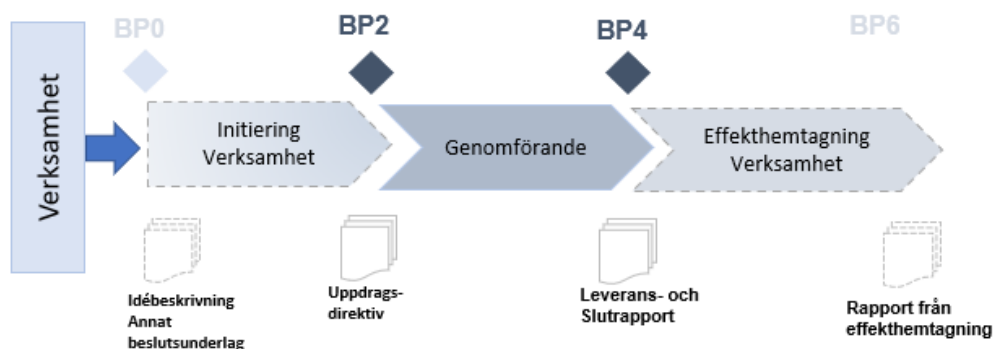 BP0
BP2
BP4
BP6
Verksamhet
Initiering
Verksamhet
Genomförande
Effekthemtagning
Verksamhet
Idébeskrivning
Annat
beslutsunderlag
Uppdrags-
direktiv
Leverans- och
Slutrapport
Rapport från
effekthemtagning